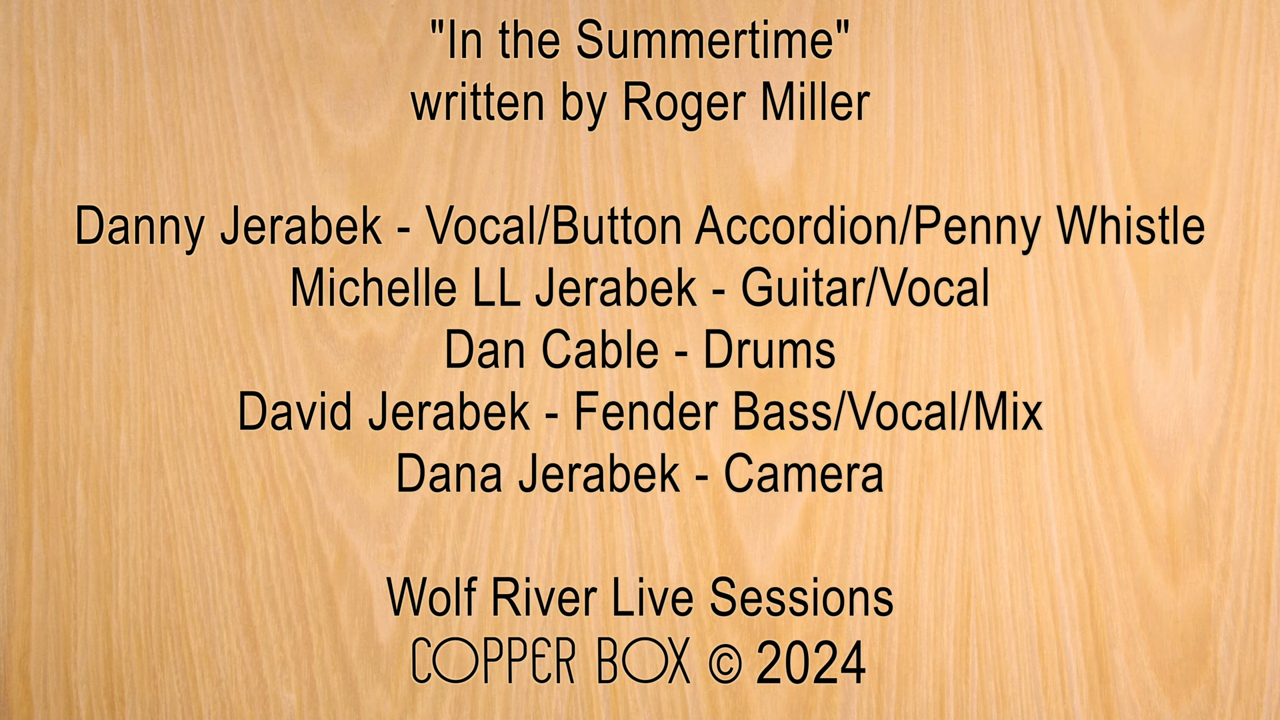 "In the Summertime"
written by Roger Miller
Danny Jerabek - Vocal/Button Accordion/Penny Whistle
Michelle LL Jerabek - Guitar/Vocal
Dan Cable - Drums
David Jerabek - Fender Bass/Vocal/Mix
Dana Jerabek - Camera
Wolf River Live Sessions
COPPER BOX © 2024